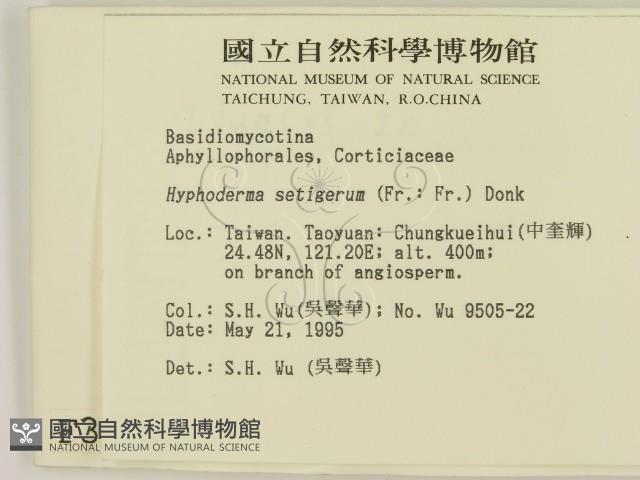 國立自然科學博物館
NATIONAL MUSEUM OF NATURAL SCIENCE
TAICHUNG, TAIWAN, R.O.CHINA
Basidiomycotina
Aphyllophorales, Corticiaceae
Hyphoderma setigerum (Fr.: Fr.) Donk
Loc.: Taiwan. Taoyuan: Chungkueihui(中奎輝)
24.48N, 121.20E; alt. 400m;
on branch of angiosperm.
Col.: S.H. Wu(吳聲華); No. Wu 9505-22
Date: May 21, 1995
Det.: S.H. Wu (吳聲華)
國立自然科學博物館
NATIONAL MUSEUM OF NATURAL SCIENCE